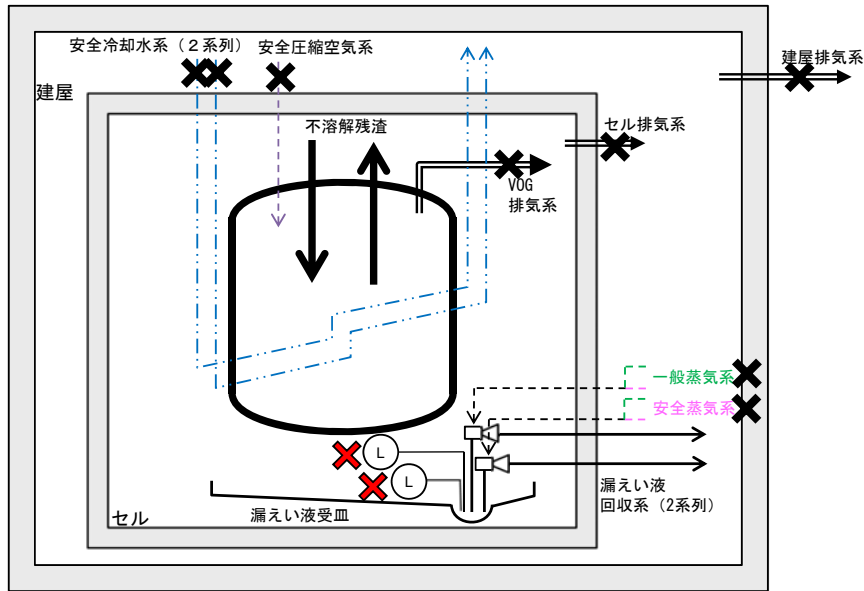 安全冷却水系（２系列）
安全圧縮空気系
建屋排気系
建屋
不溶解残渣
セル排気系
VOG
排気系
一般蒸気系
安全蒸気系
L
L
漏えい液
回収系（2系列）
漏えい液受皿
セル